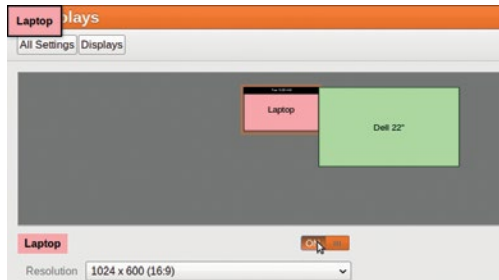 Laptop
plays
All Settings Displays
Laptop
Dell 22"
Laptop
Resolution 1024 x 600 (16:9)